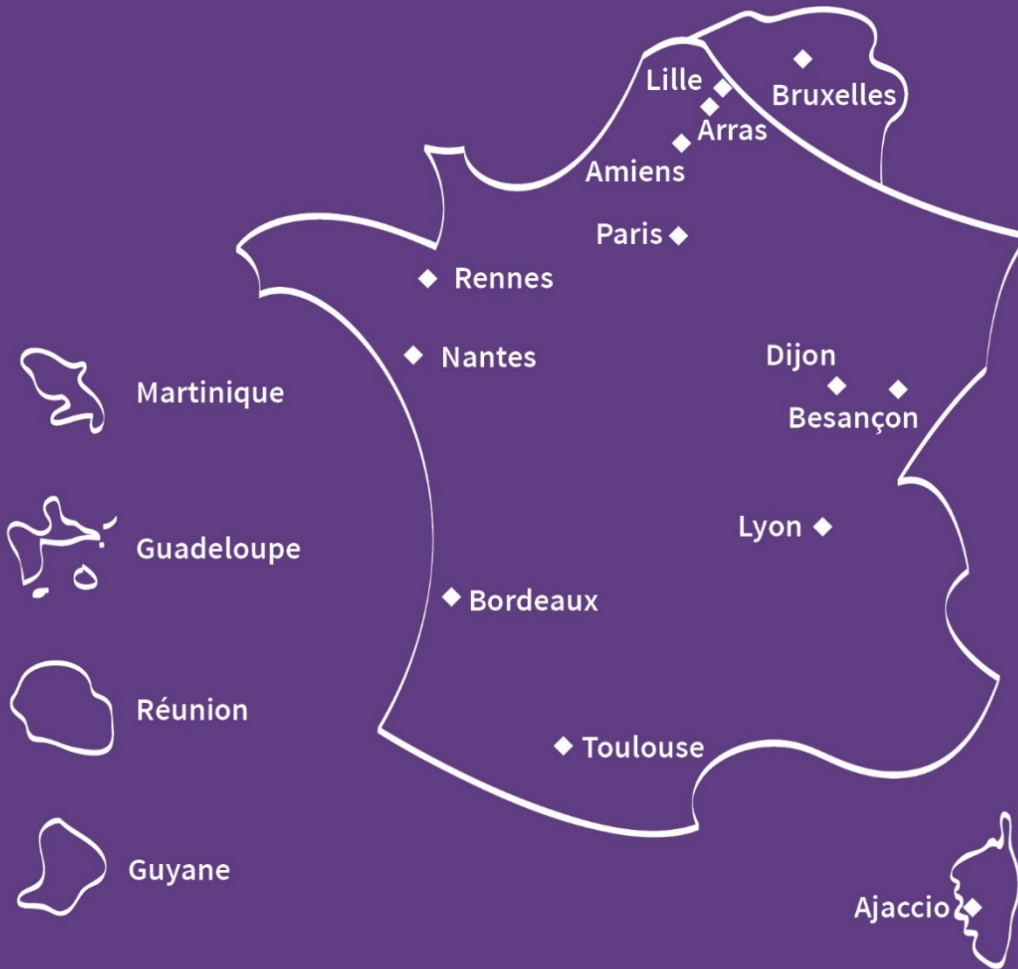 Lille
Bruxelles
Arras
Amiens
Paris
Rennes
Nantes
Dijon
Besançon
Martinique
Lyon
Guadeloupe
Bordeaux
Réunion
Toulouse
Guyane
Ajaccio